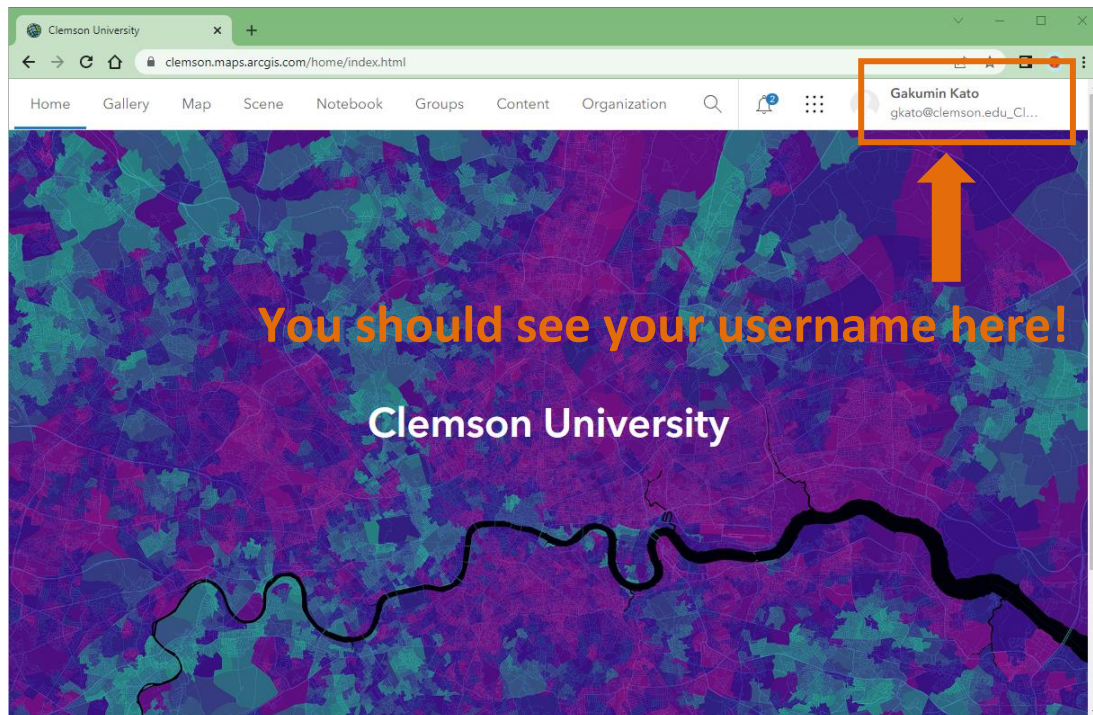 Clemson University
clemson.maps.arcgis.com/home/index.html
Home Gallery Map Scene Notebook Groups Content Organization 2 Gakumin Kato
gkato@clemson.edu_Cl...
You should see your username here!
Clemson University